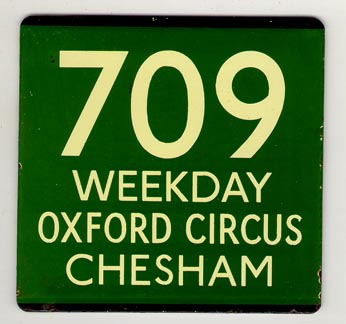 709
WEEKDAY
OXFORD CIRCUS
CHESHAM